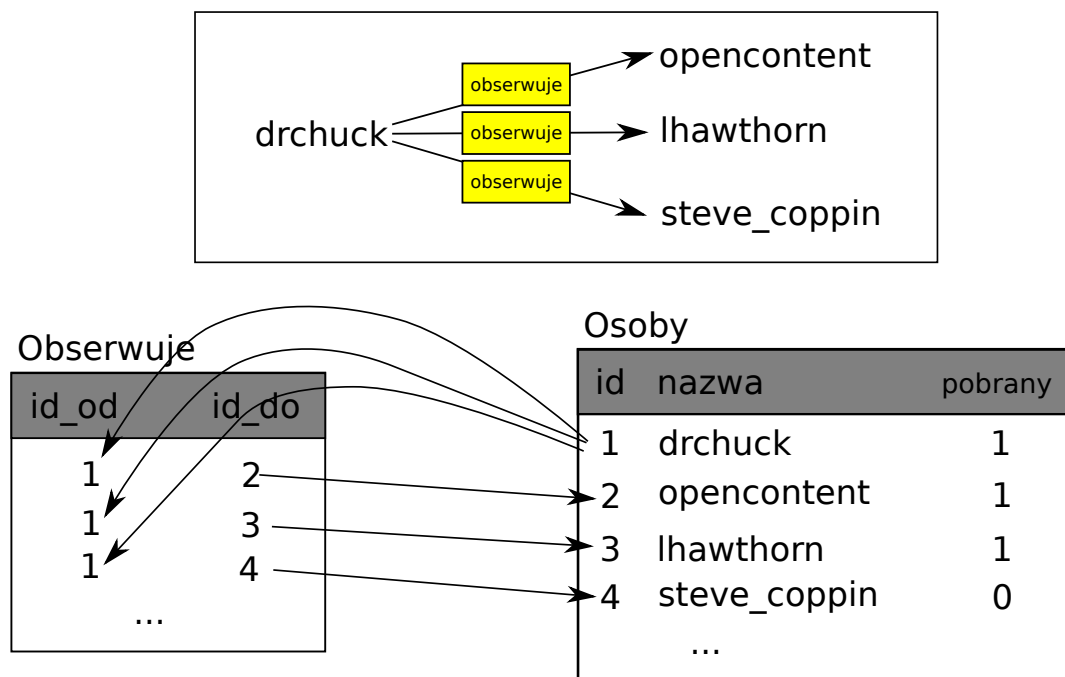 opencontent
obserwuje
drchuck
obserwuje
lhawthorn
obserwuje
steve_coppin
Obserwuje
id_od id_do
1 2
1 3
1 4
...
Osoby
id nazwa pobrany
1 drchuck 1
2 opencontent 1
3 lhawthorn 1
4 steve_coppin 0
...